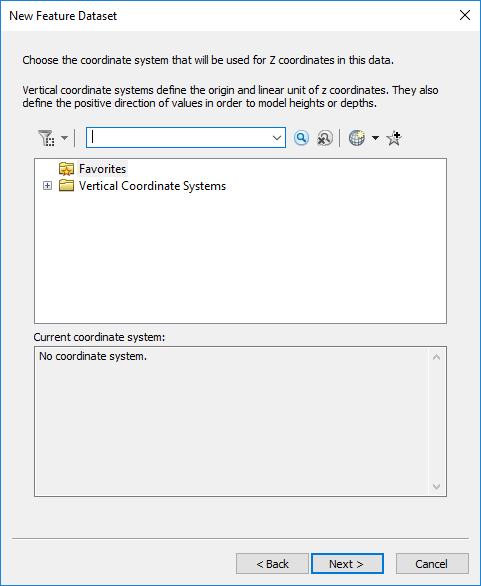 New Feature Dataset
Choose the coordinate system that will be used for Z coordinates in this data.
Vertical coordinate systems define the origin and linear unit of z coordinates. They also
define the positive direction of values in order to model heights or depths.
Favorites
Vertical Coordinate Systems
Current coordinate system:
No coordinate system.
< Back
Next >
Cancel